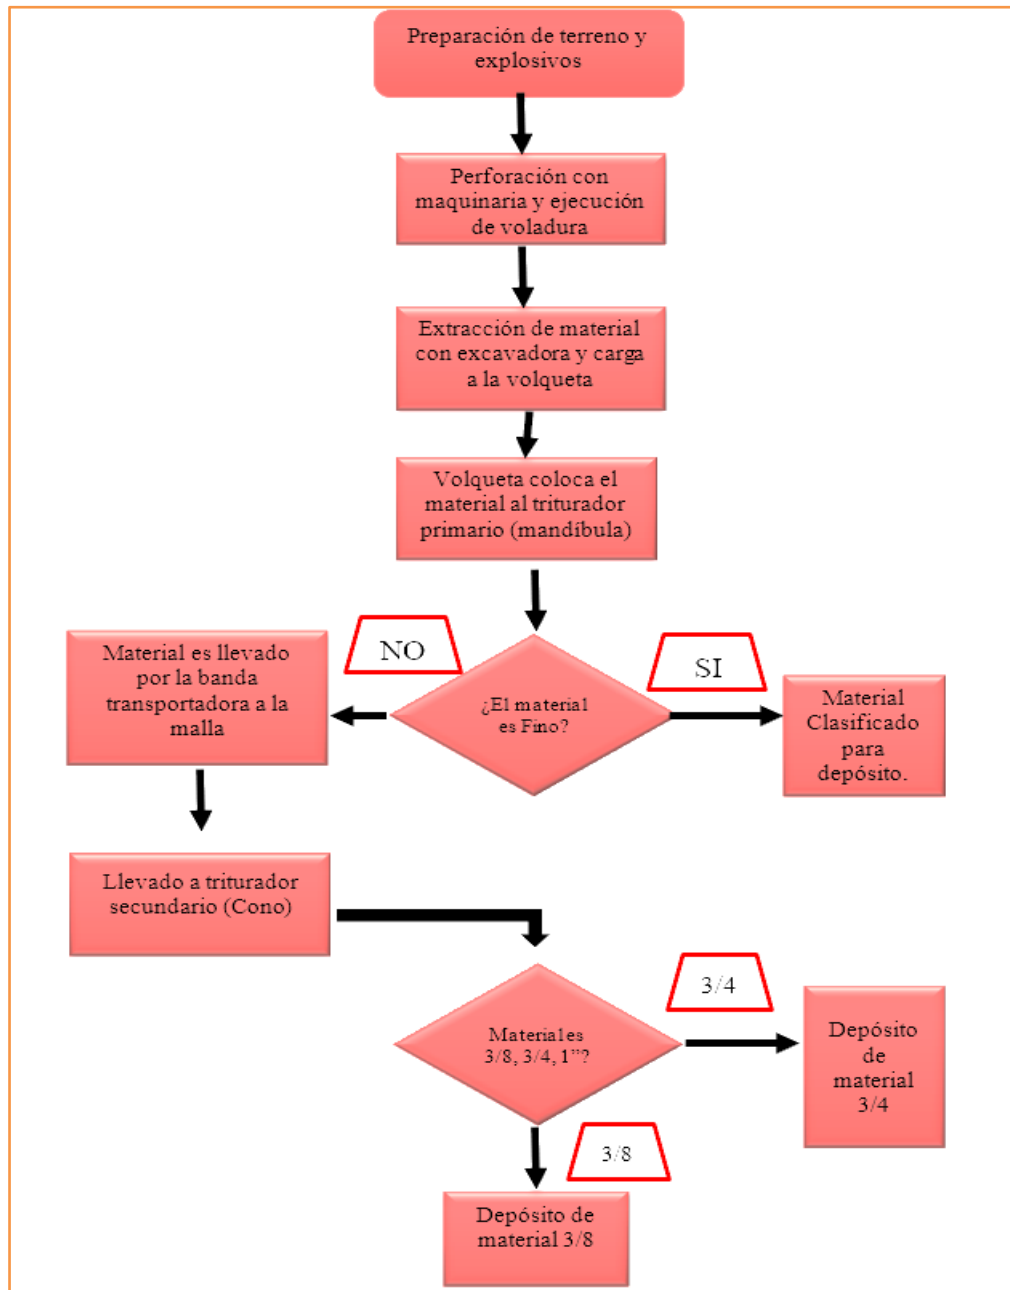 Preparación de terreno y
explosivos
Perforación con
maquinaria y ejecución
de voladura
Extracción de material
con excavadora y carga
a la volqueta
Volqueta coloca el
material al triturador
primario (mandíbula)
NO
SI
Material es llevado
por la banda
transportadora a la
malla
¿El material
es Fino?
Material
Clasificado
para
depósito.
Llevado a triturador
secundario (Cono)
3/4
Material es
3/8, 3/4, 1”?
Depósito
de
material
3/4
3/8
Depósito de
material 3/8